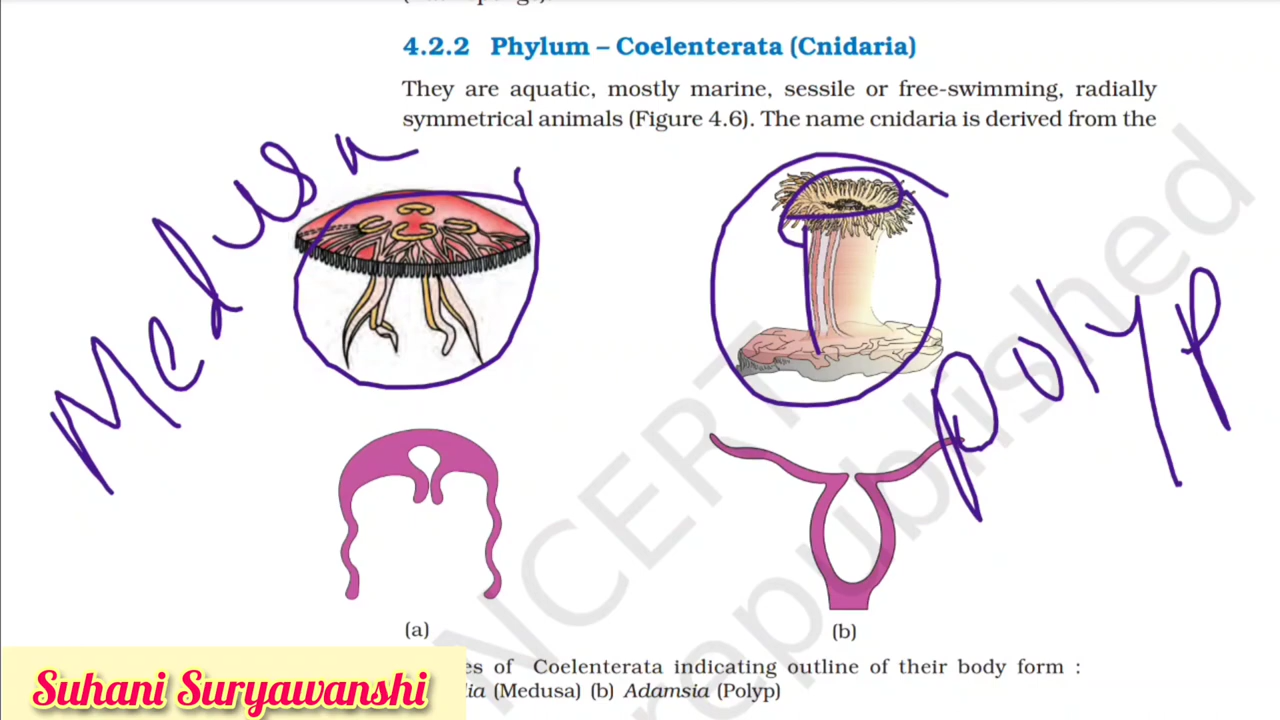 4.2.2 Phylum – Coelenterata (Cnidaria)
They are aquatic, mostly marine, sessile or free-swimming, radially
symmetrical animals (Figure 4.6). The name cnidaria is derived from the
Medusa
polyp
NCERT
republished
(a)
(b)
es of Coelenterata indicating outline of their body form :
ia (Medusa) (b) Adamsia (Polyp)
Suhani Suryawanshi